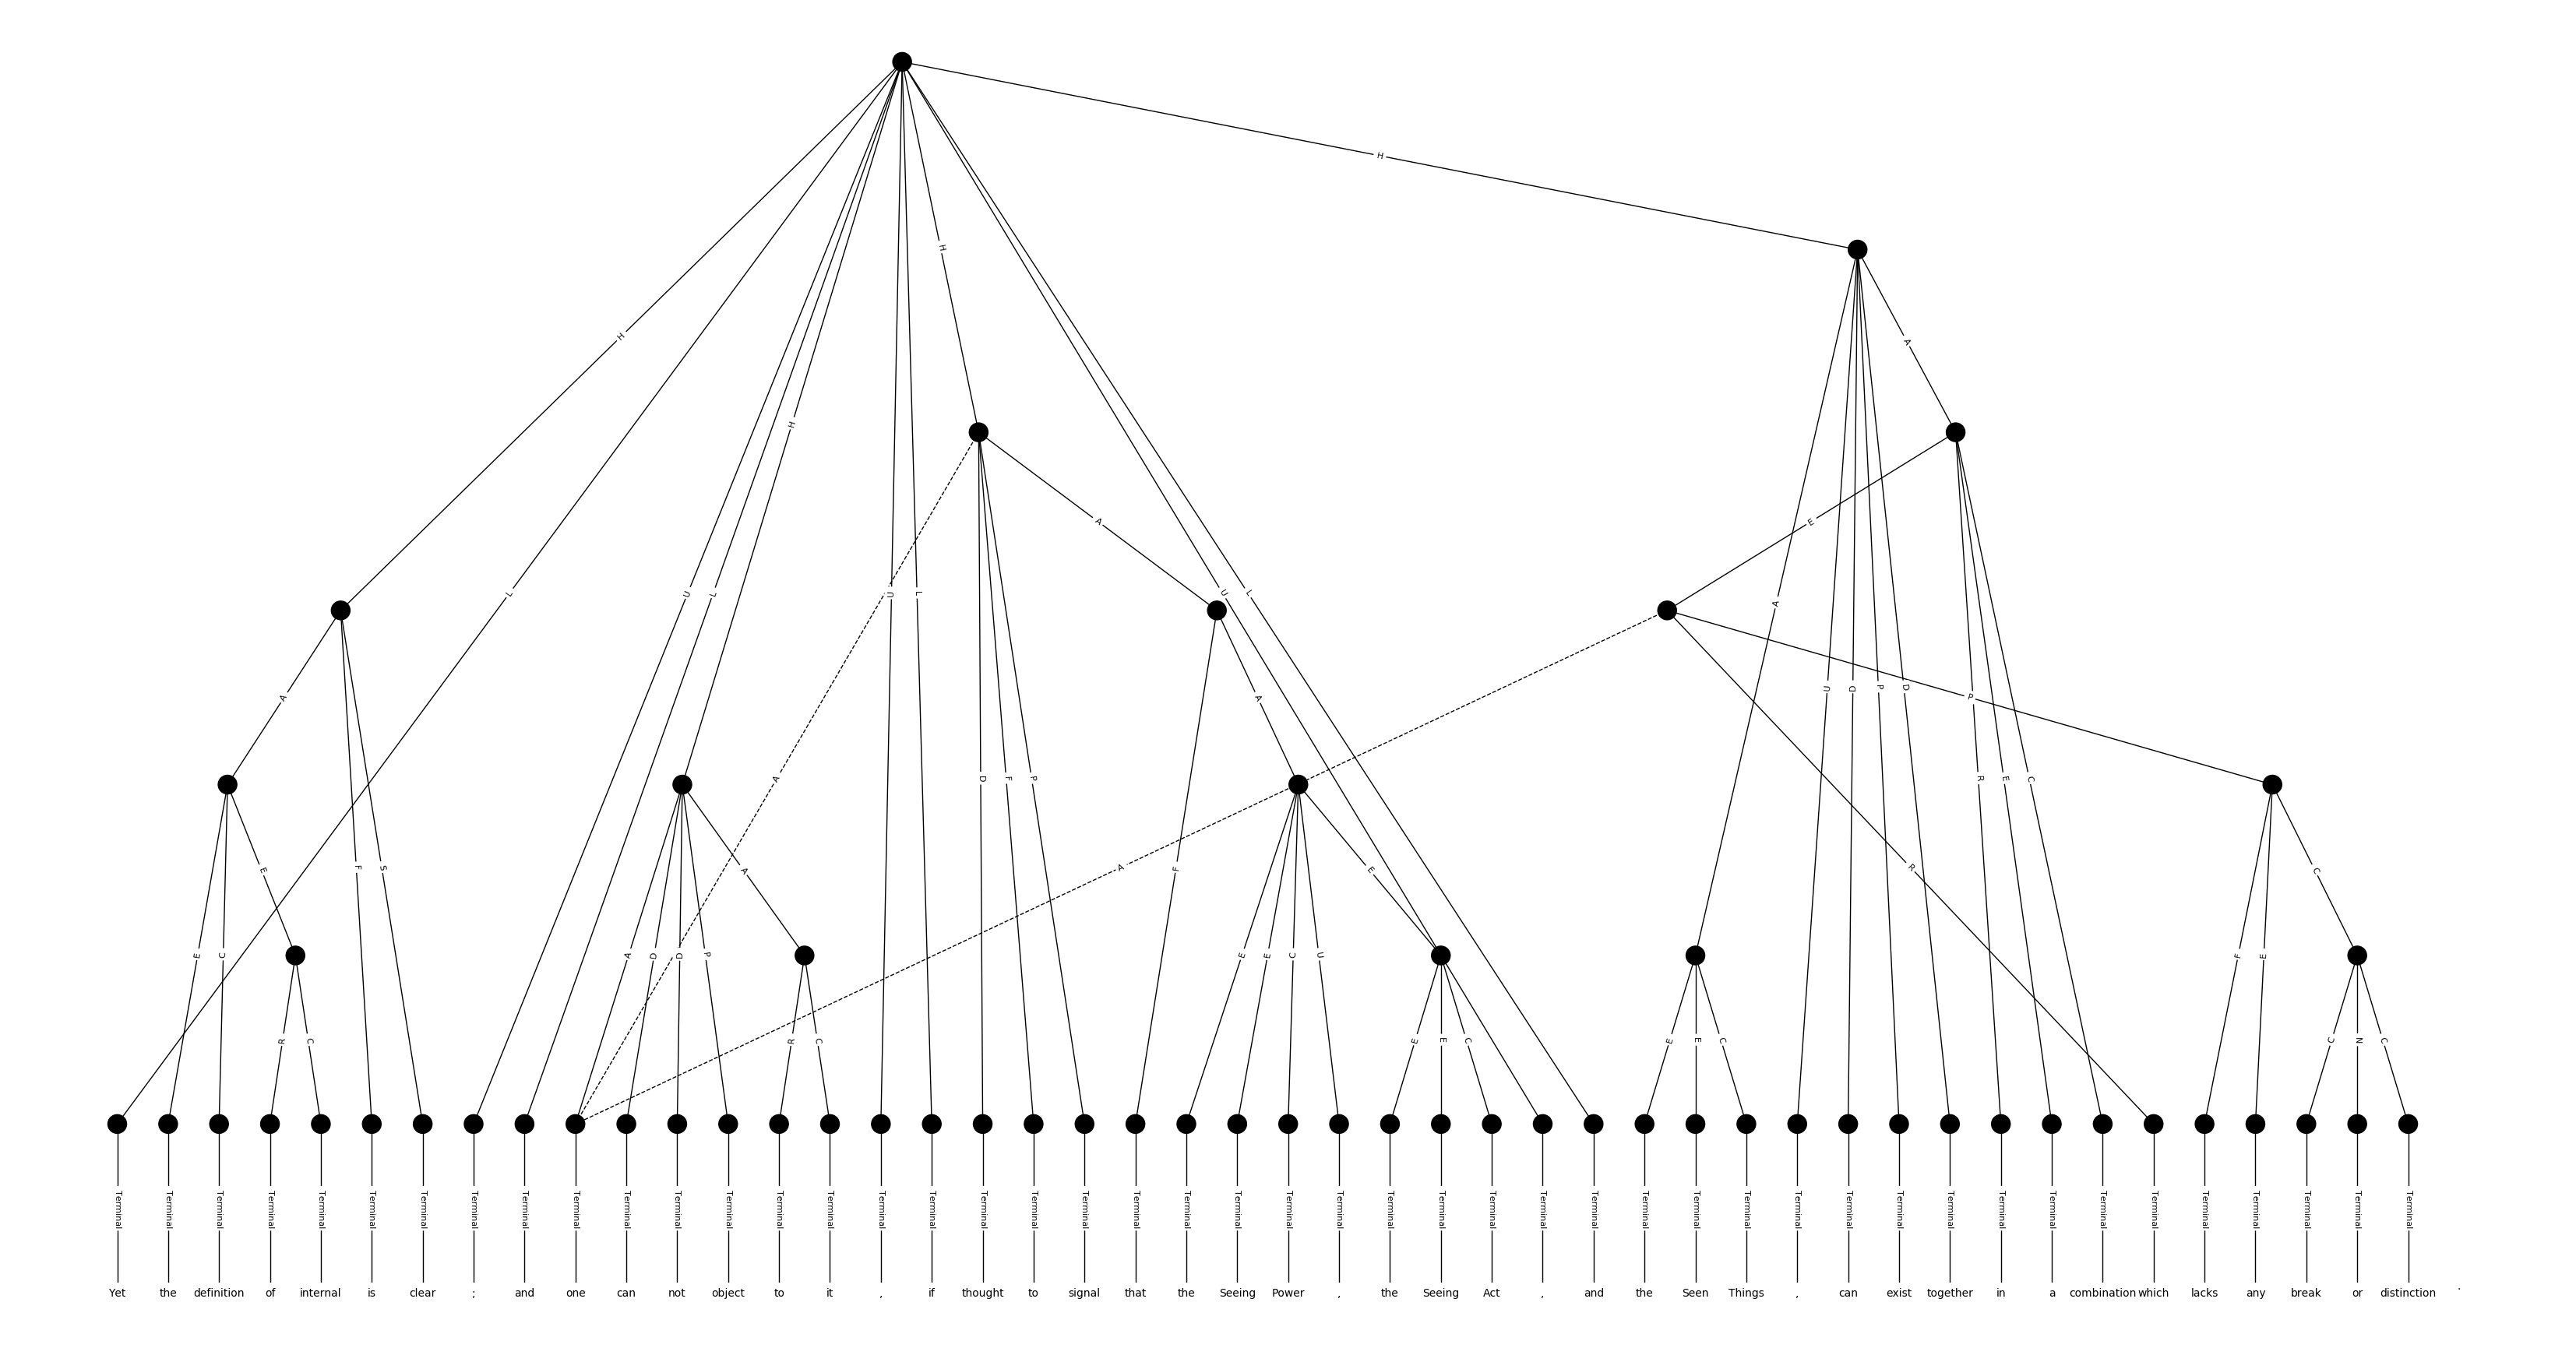 H
H
H
A
H
H
A
E
L U L U L U L
A
A
A
U D P D
P
A D F P R E C
F S E A F E A R C
E C A D D P E E C U F E
R C R C E E C E E C C N C
Terminal Terminal Terminal Terminal Terminal Terminal Terminal Terminal Terminal Terminal Terminal Terminal Terminal Terminal Terminal Terminal Terminal Terminal Terminal Terminal Terminal Terminal Terminal Terminal Terminal Terminal Terminal Terminal Terminal Terminal Terminal Terminal Terminal Terminal Terminal Terminal Terminal Terminal Terminal Terminal Terminal Terminal Terminal Terminal Terminal Terminal
Yet the definition of internal is clear ; and one can not object to it , if thought to signal that the Seeing Power , the Seeing Act , and the Seen Things , can exist together in a combination which lacks any break or distinction .